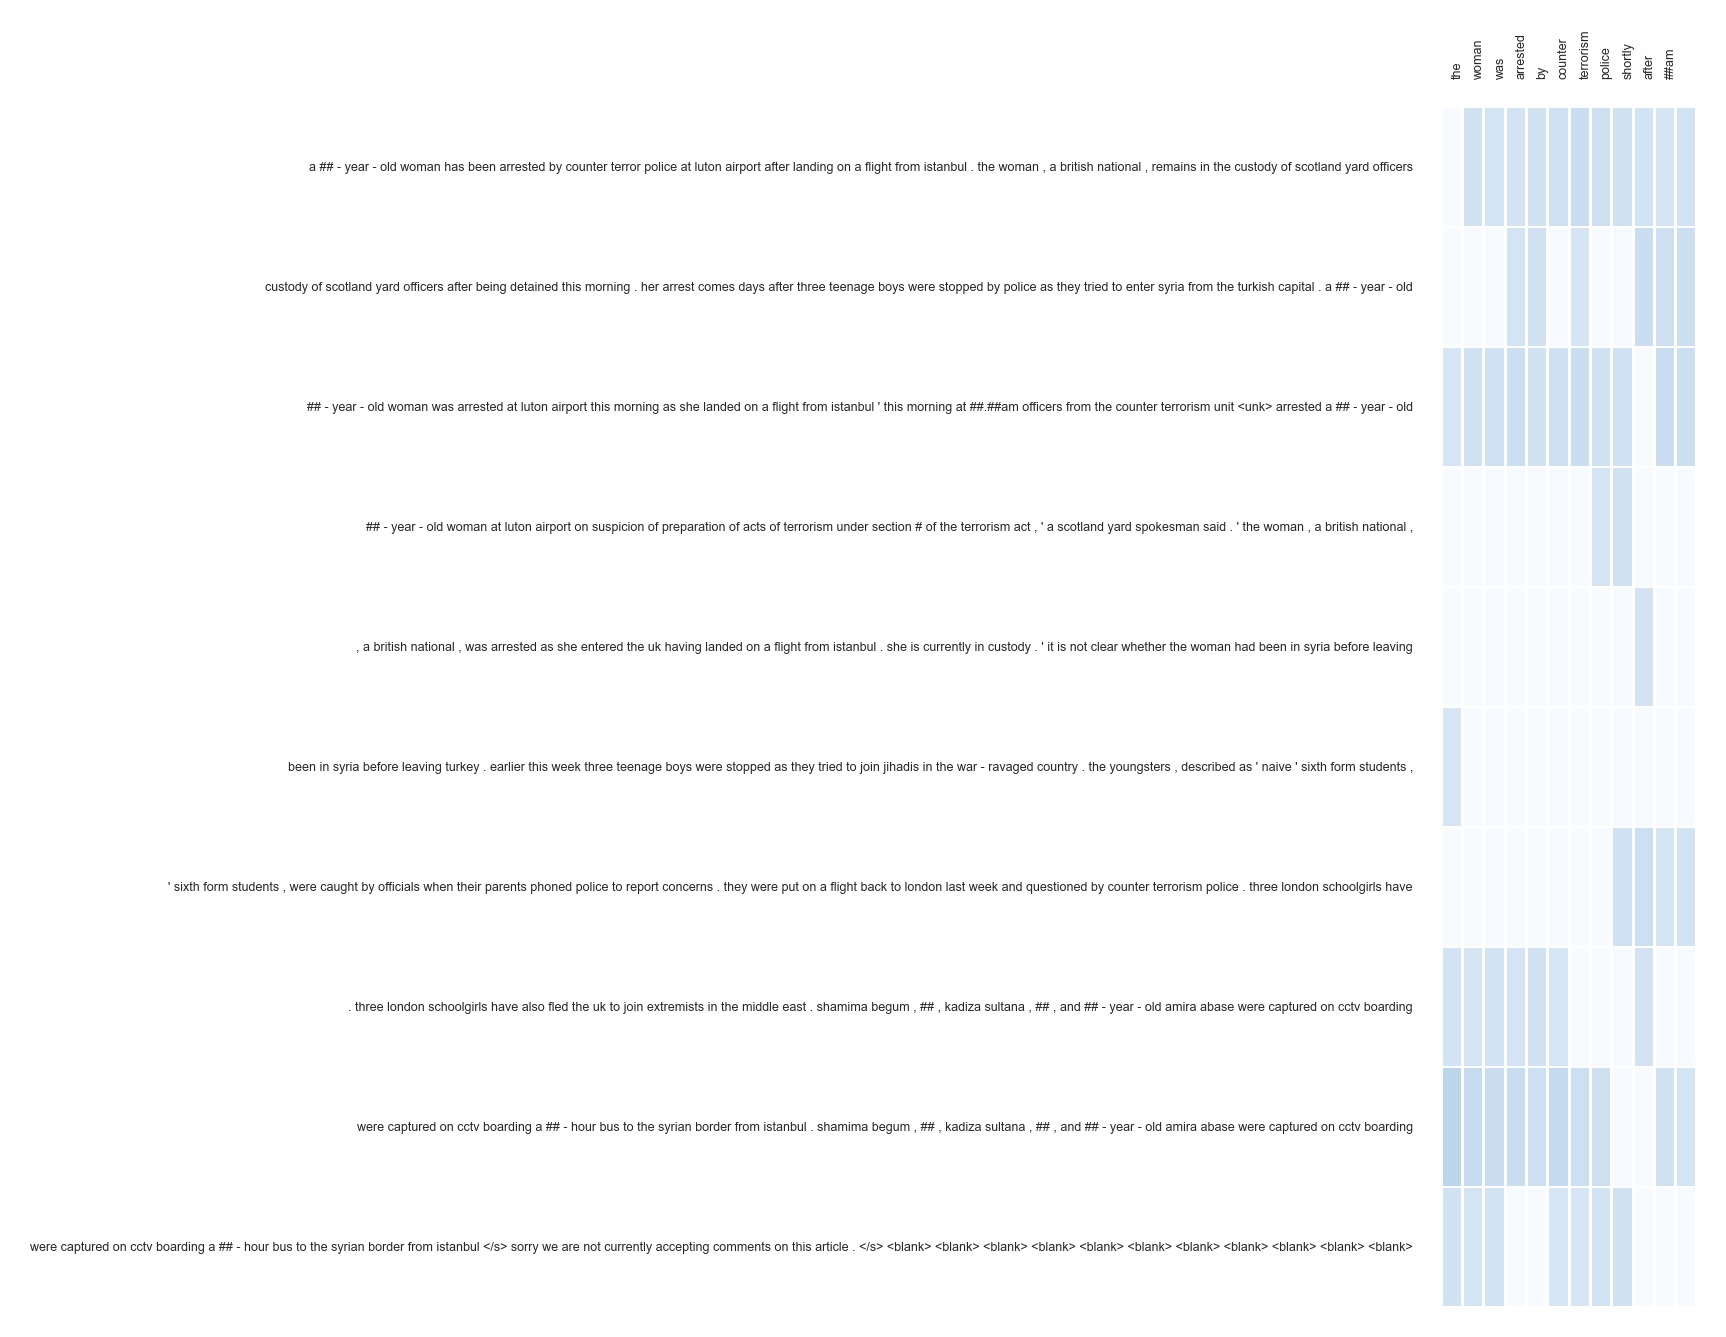 the woman was arrested by counter terrorism police shortly after ##am
a ## - year - old woman has been arrested by counter terror police at luton airport after landing on a flight from istanbul . the woman , a british national , remains in the custody of scotland yard officers
custody of scotland yard officers after being detained this morning . her arrest comes days after three teenage boys were stopped by police as they tried to enter syria from the turkish capital . a ## - year - old
## - year - old woman was arrested at luton airport this morning as she landed on a flight from istanbul ' this morning at ##.##am officers from the counter terrorism unit <unk> arrested a ## - year - old
## - year - old woman at luton airport on suspicion of preparation of acts of terrorism under section # of the terrorism act , ' a scotland yard spokesman said . ' the woman , a british national ,
, a british national , was arrested as she entered the uk having landed on a flight from istanbul . she is currently in custody . ' it is not clear whether the woman had been in syria before leaving
been in syria before leaving turkey . earlier this week three teenage boys were stopped as they tried to join jihadis in the war - ravaged country . the youngsters , described as ' naive ' sixth form students ,
' sixth form students , were caught by officials when their parents phoned police to report concerns . they were put on a flight back to london last week and questioned by counter terrorism police . three london schoolgirls have
. three london schoolgirls have also fled the uk to join extremists in the middle east . shamima begum , ## , kadiza sultana , ## , and ## - year - old amira abase were captured on cctv boarding
were captured on cctv boarding a ## - hour bus to the syrian border from istanbul . shamima begum , ## , kadiza sultana , ## , and ## - year - old amira abase were captured on cctv boarding
were captured on cctv boarding a ## - hour bus to the syrian border from istanbul </s> sorry we are not currently accepting comments on this article . </s> <blank> <blank> <blank> <blank> <blank> <blank> <blank> <blank> <blank> <blank> <blank>